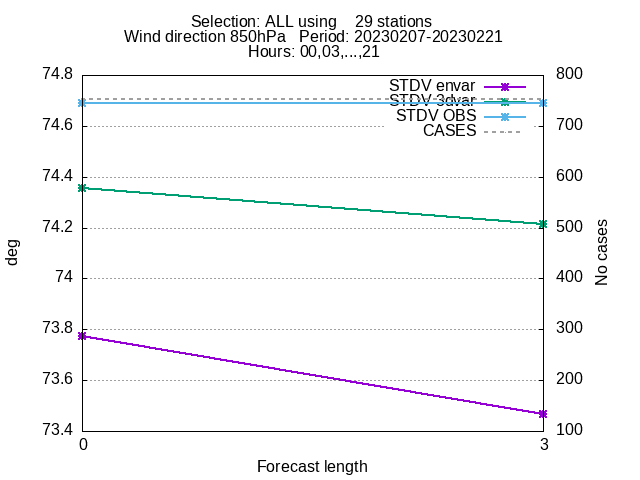 Selection: ALL using    29 stations
Wind direction 850hPa   Period: 20230207-20230221
Hours: 00,03,...,21
74.8
74.6
74.4
74.2
74
73.8
73.6
73.4
800
700
600
500
400
300
200
100
STDV envar
STDV 3dvar
STDV OBS
CASES
deg
No cases
0
3
Forecast length